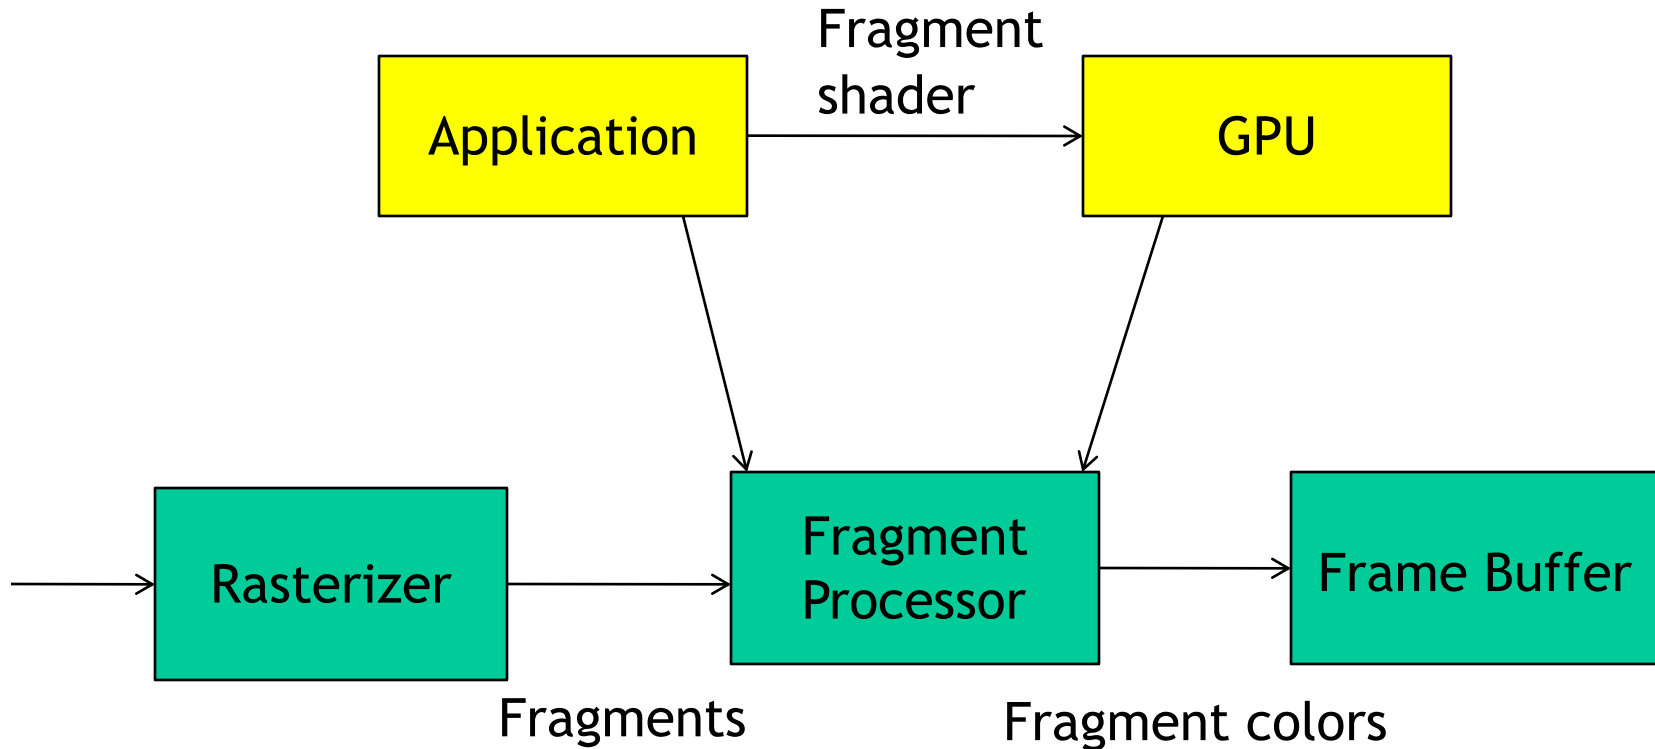 Fragment
shader
Application
GPU
Rasterizer
Fragment
Processor
Frame Buffer
Fragments
Fragment colors